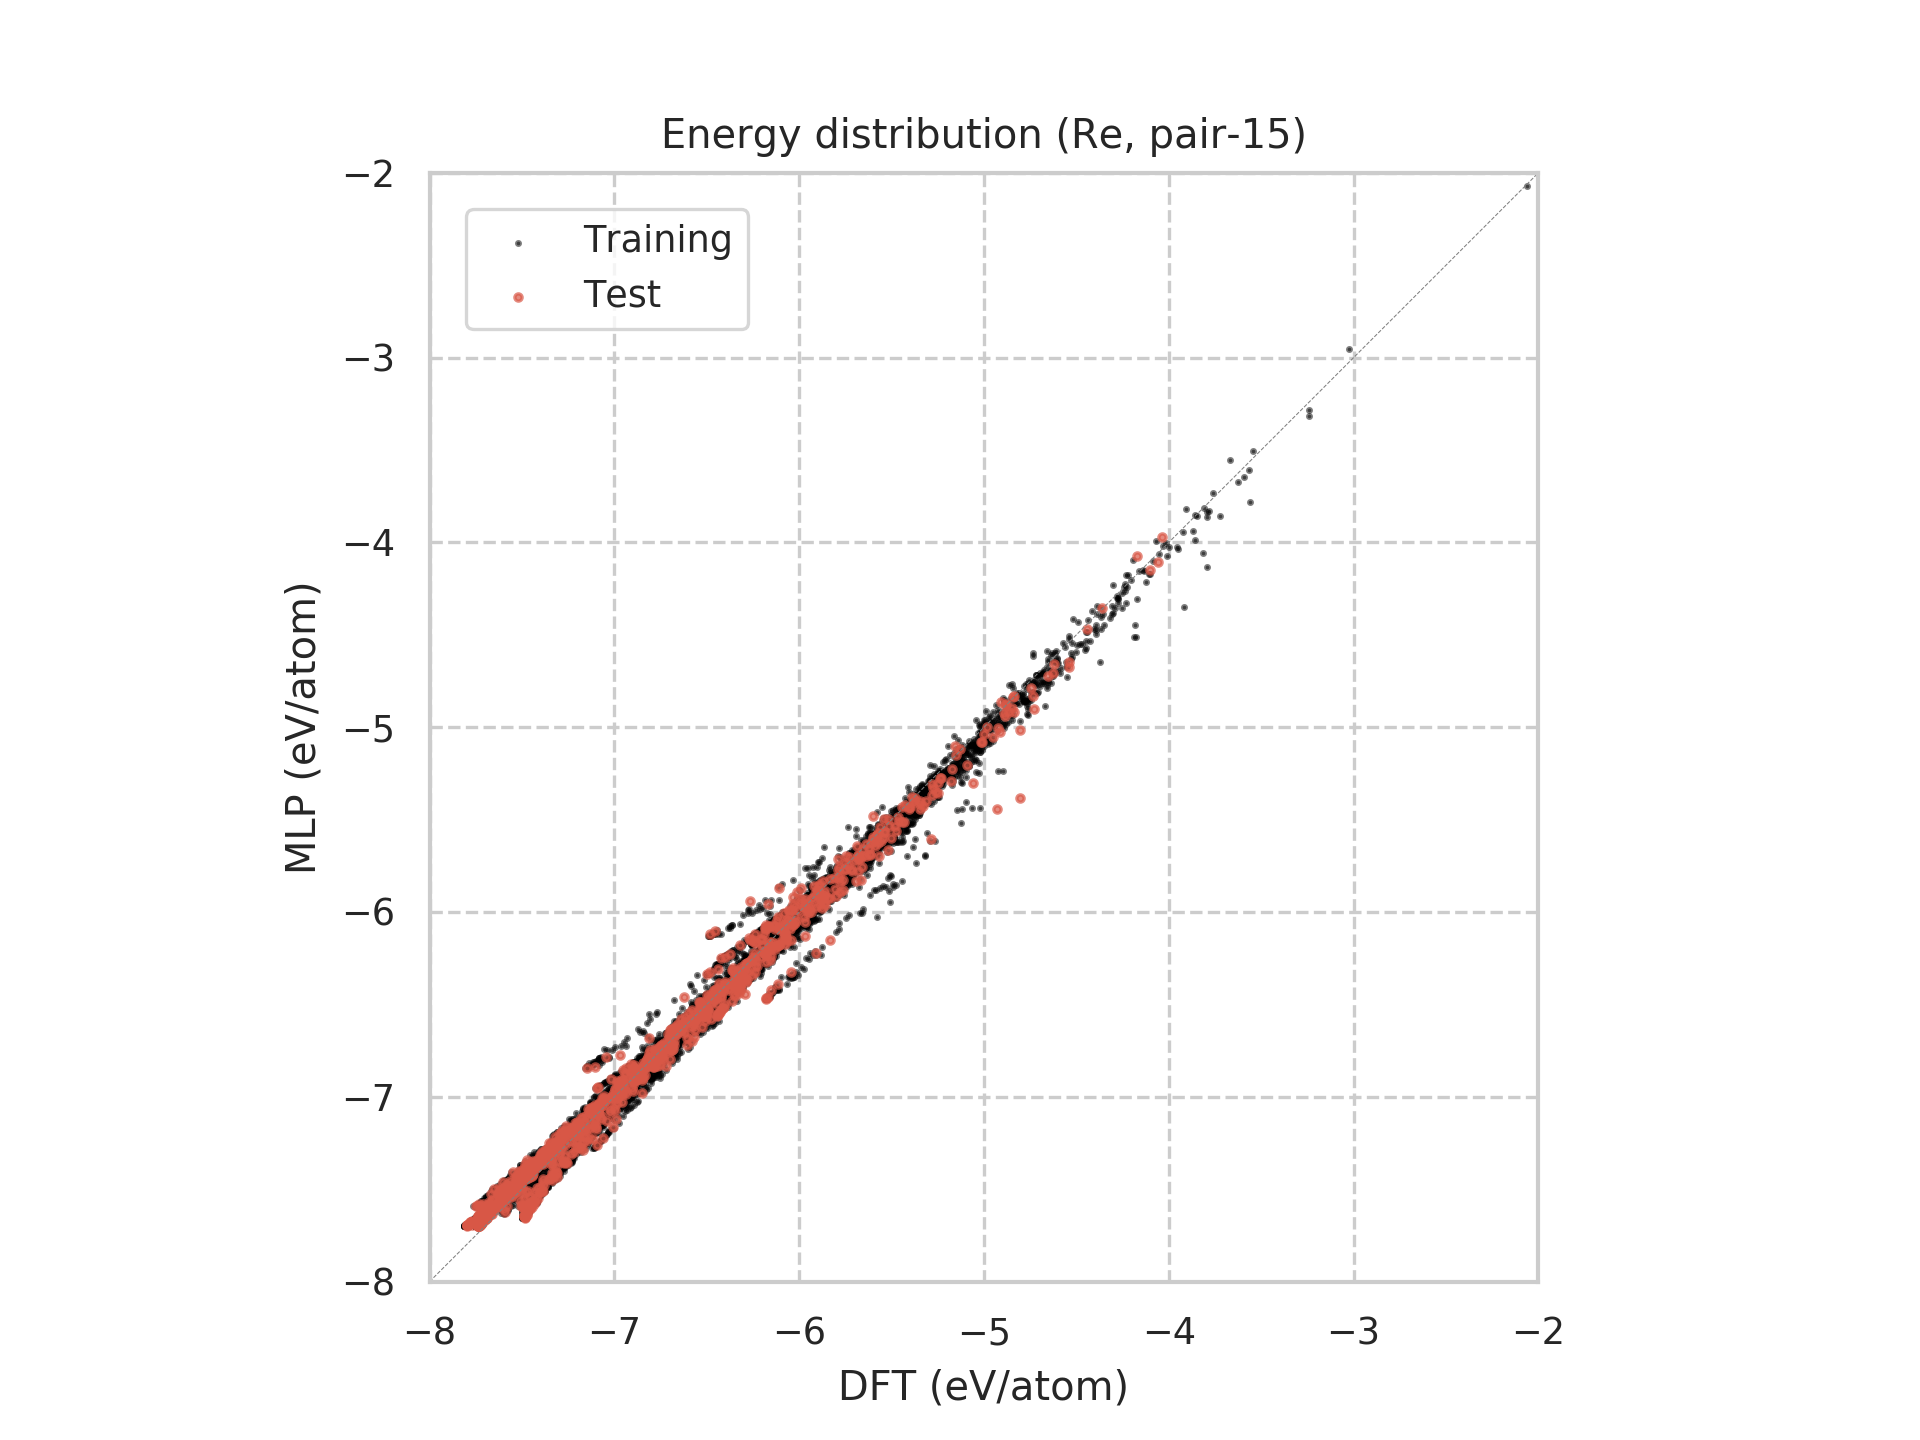 Energy distribution (Re, pair-15)
−2
−3
−4
−5
−6
−7
−8
MLP (eV/atom)
Training
Test
−8 −7 −6 −5 −4 −3 −2
DFT (eV/atom)